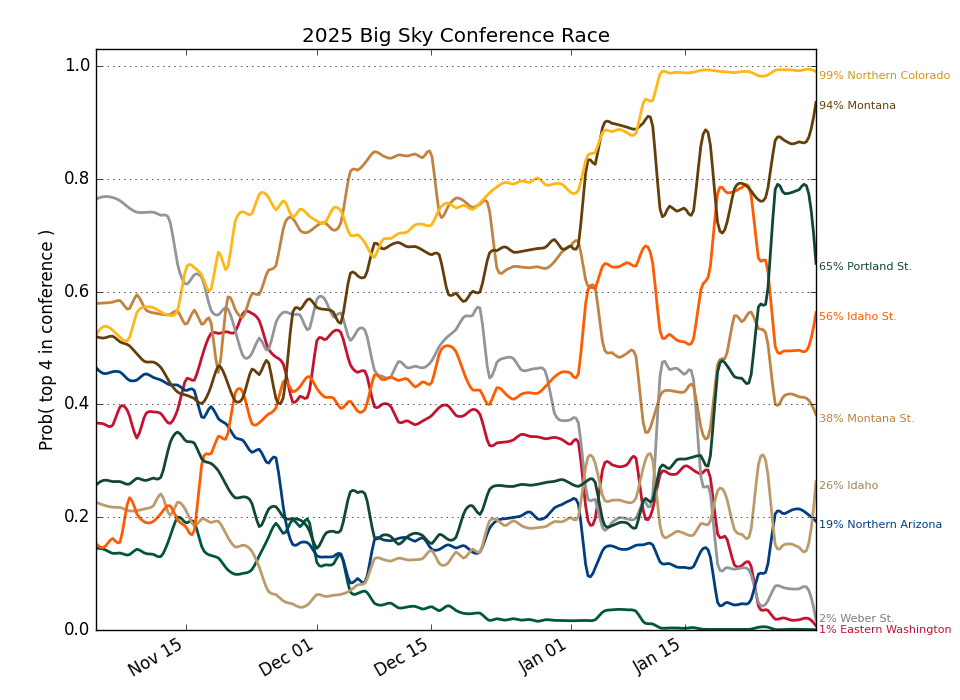 2025 Big Sky Conference Race
Prob( top 4 in conference )
1.0
0.8
0.6
0.4
0.2
0.0
Nov 15
Dec 01
Dec 15
Jan 01
Jan 15
99% Northern Colorado
94% Montana
65% Portland St.
56% Idaho St.
38% Montana St.
26% Idaho
19% Northern Arizona
2% Weber St.
1% Eastern Washington